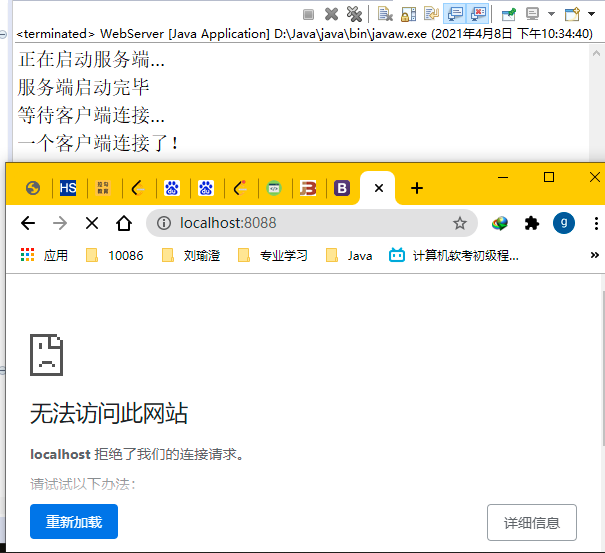 <terminated> WebServer [Java Application] D:\Java\java\bin\javaw.exe (2021年4月8日 下午10:34:40)
正在启动服务端...
服务端启动完毕
等待客户端连接...
一个客户端连接了!
HS
B
localhost:8088
g
应用 10086 刘瑜澄 专业学习 Java 计算机软考初级程... »
无法访问此网站
localhost 拒绝了我们的连接请求。
请试试以下办法：
重新加载 详细信息